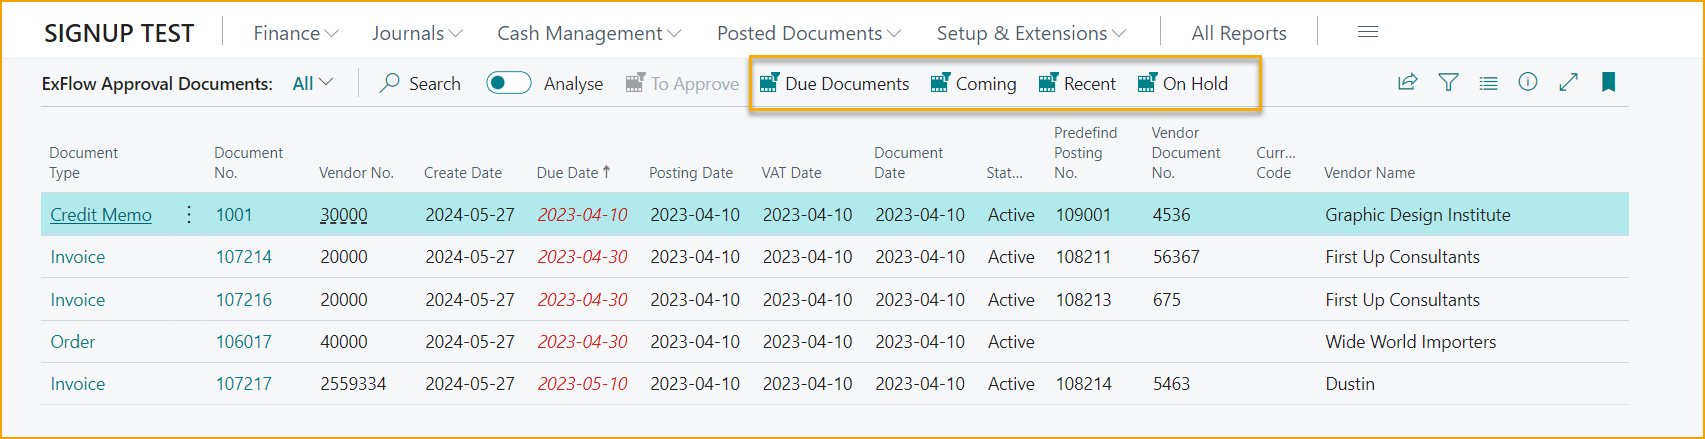 SIGNUP TEST Finance Journals Cash Management Posted Documents Setup & Extensions All Reports
ExFlow Approval Documents: All Search Analyse To Approve Due Documents Coming Recent On Hold
Document Type Document No. Vendor No. Create Date Due Date ↑ Posting Date VAT Date Document Date Stat... Predefind Posting No. Vendor Document No. Curr... Code Vendor Name
Credit Memo 1001 30000 2024-05-27 2023-04-10 2023-04-10 2023-04-10 2023-04-10 Active 109001 4536 Graphic Design Institute
Invoice 107214 20000 2024-05-27 2023-04-30 2023-04-10 2023-04-10 2023-04-10 Active 108211 56367 First Up Consultants
Invoice 107216 20000 2024-05-27 2023-04-30 2023-04-10 2023-04-10 2023-04-10 Active 108213 675 First Up Consultants
Order 106017 40000 2024-05-27 2023-04-30 2023-04-10 2023-04-10 2023-04-10 Active Wide World Importers
Invoice 107217 2559334 2024-05-27 2023-05-10 2023-04-10 2023-04-10 2023-04-10 Active 108214 5463 Dustin